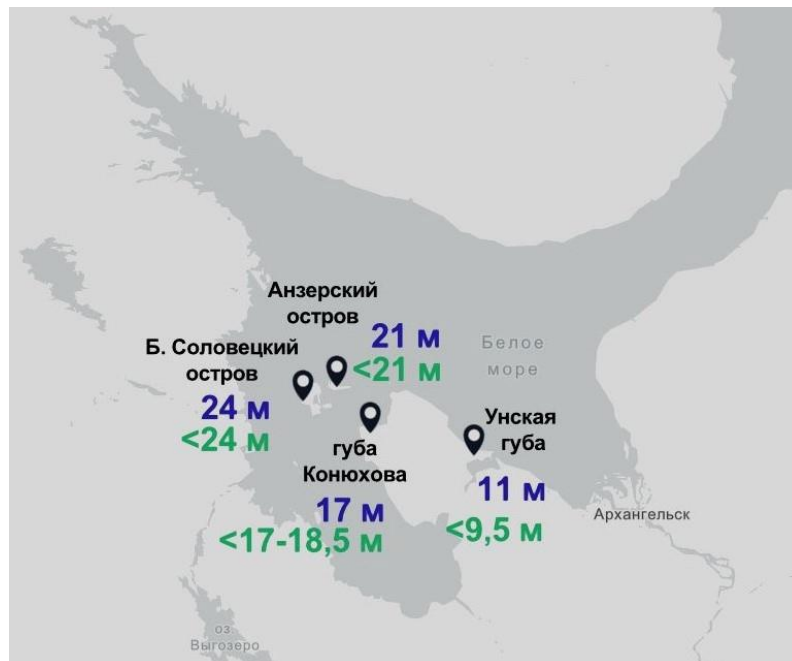 Анзерский
остров
21 м
<21 м
Б. Соловецкий
остров
24 м
<24 м
Белое
море
губа
Конюхова
17 м
<17-18,5 м
Унская
губа
11 м
<9,5 м
Архангельск
оз
Выгозеро